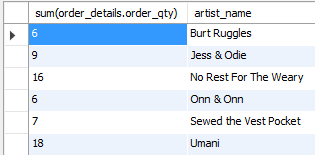 sum(order_details.order_qty) artist_name
6 Burt Ruggles
9 Jess & Odie
16 No Rest For The Weary
6 Onn & Onn
7 Sewed the Vest Pocket
18 Umani